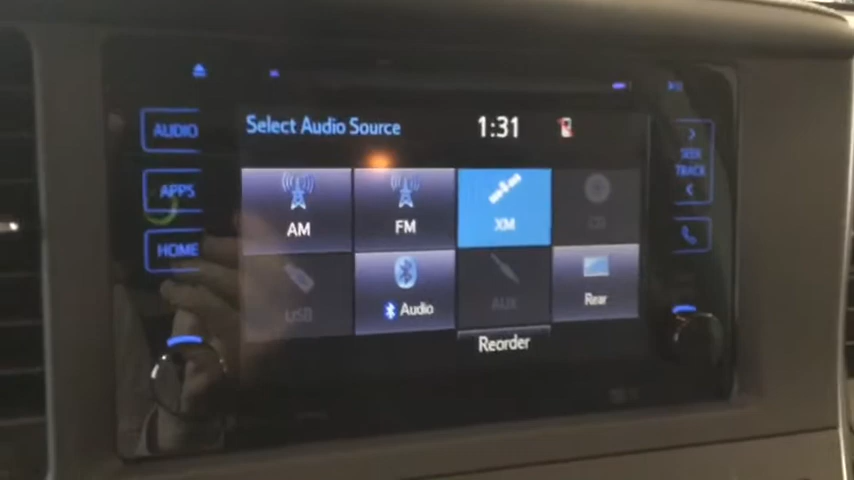 AUDIO
APPS
HOME
Select Audio Source
1:31
AM
FM
XM
CD
USB
Audio
AUX
Rear
Reorder
SEEK
TRACK